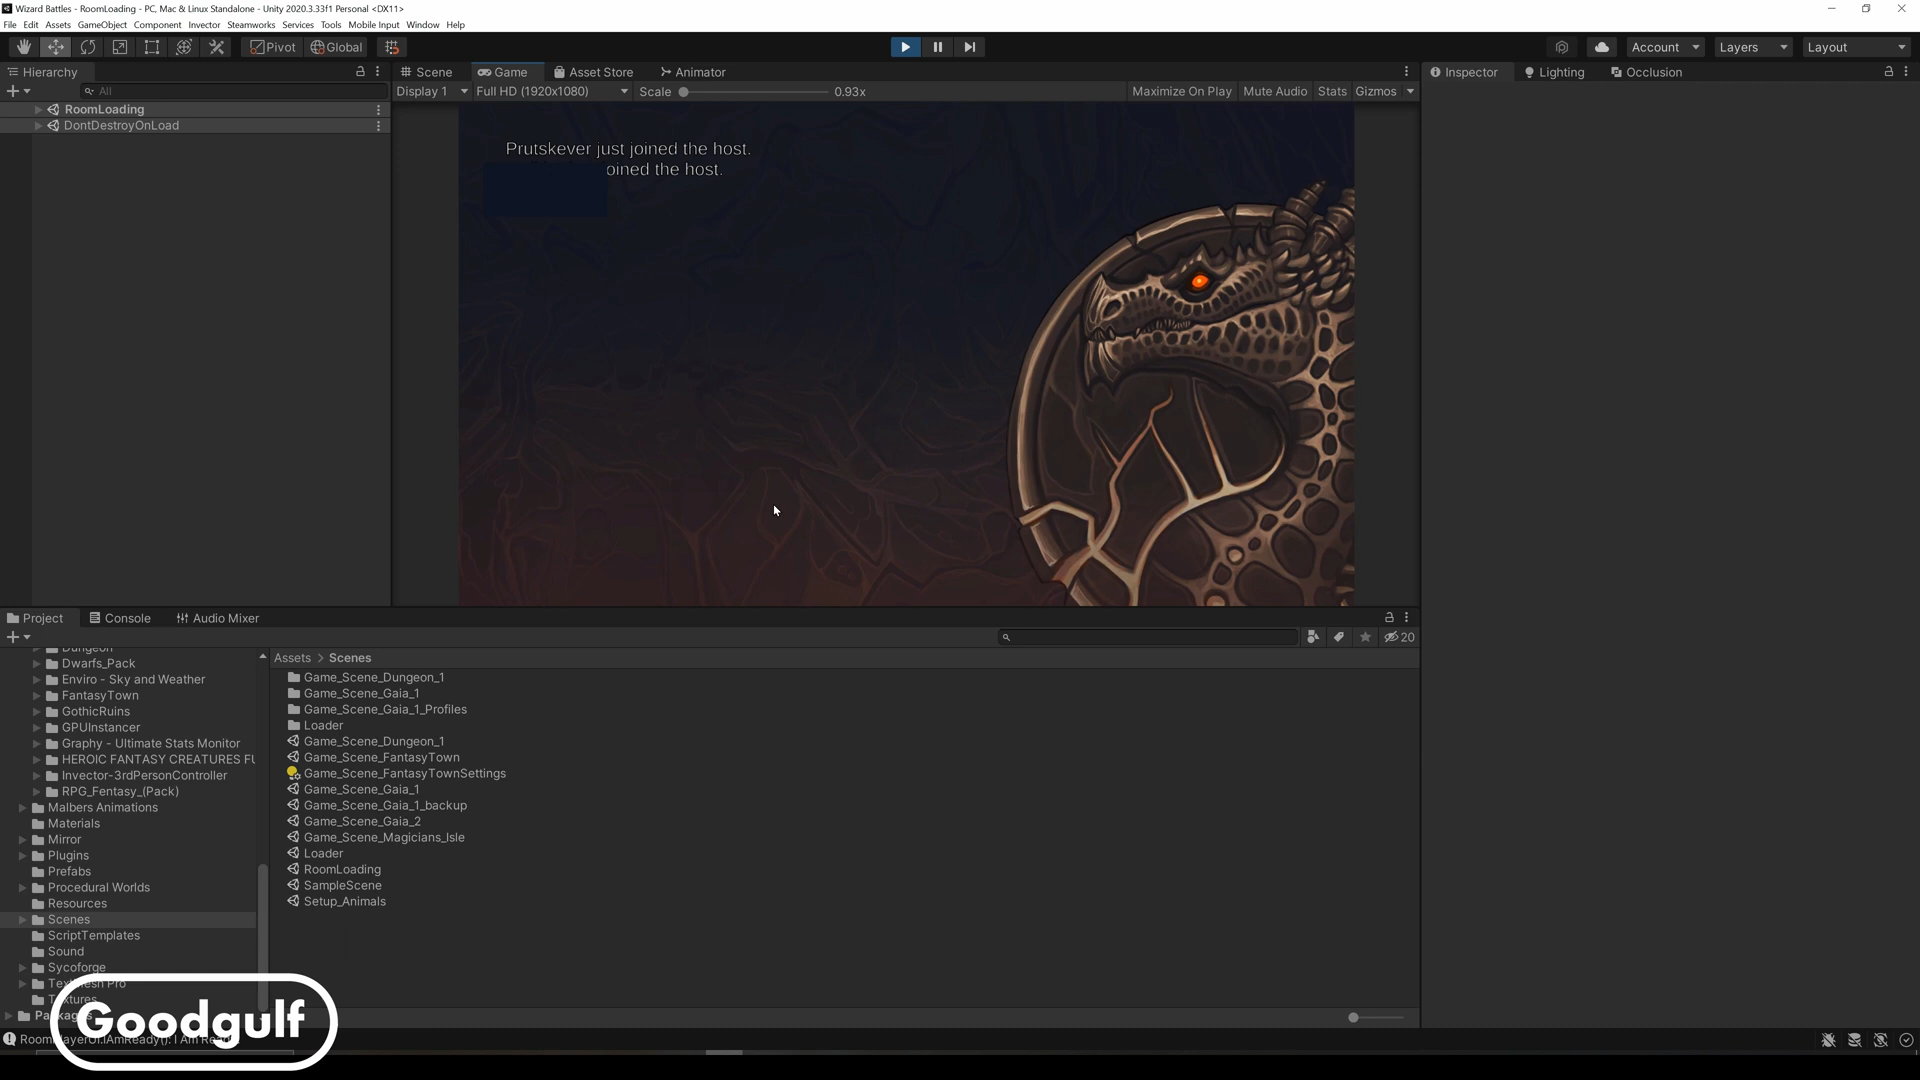 Wizard Battles - RoomLoading - PC, Mac & Linux Standalone - Unity 2020.3.33f1 Personal <DX11>
File Edit Assets GameObject Component Invector Steamworks Services Tools Mobile Input Window Help
Pivot Global Account Layers Layout
Hierarchy Scene Game Asset Store Animator Inspector Lighting Occlusion
All Display 1 Full HD (1920x1080) Scale 0.93x Maximize On Play Mute Audio Stats Gizmos
RoomLoading
DontDestroyOnLoad
Prutskever just joined the host.
oined the host.
Project Console Audio Mixer
20
Dungeon
Dwarfs_Pack
Enviro - Sky and Weather
FantasyTown
GothicRuins
GPUInstancer
Graphy - Ultimate Stats Monitor
HEROIC FANTASY CREATURES FU
Invector-3rdPersonController
RPG_Fantasy_(Pack)
Malbers Animations
Materials
Mirror
Plugins
Prefabs
Procedural Worlds
Resources
Scenes
ScriptTemplates
Sound
Sycoforge
Assets > Scenes
Game_Scene_Dungeon_1
Game_Scene_Gaia_1
Game_Scene_Gaia_1_Profiles
Loader
Game_Scene_Dungeon_1
Game_Scene_FantasyTown
Game_Scene_FantasyTownSettings
Game_Scene_Gaia_1
Game_Scene_Gaia_1_backup
Game_Scene_Gaia_2
Game_Scene_Magicians_Isle
Loader
RoomLoading
SampleScene
Setup_Animals
Goodgulf